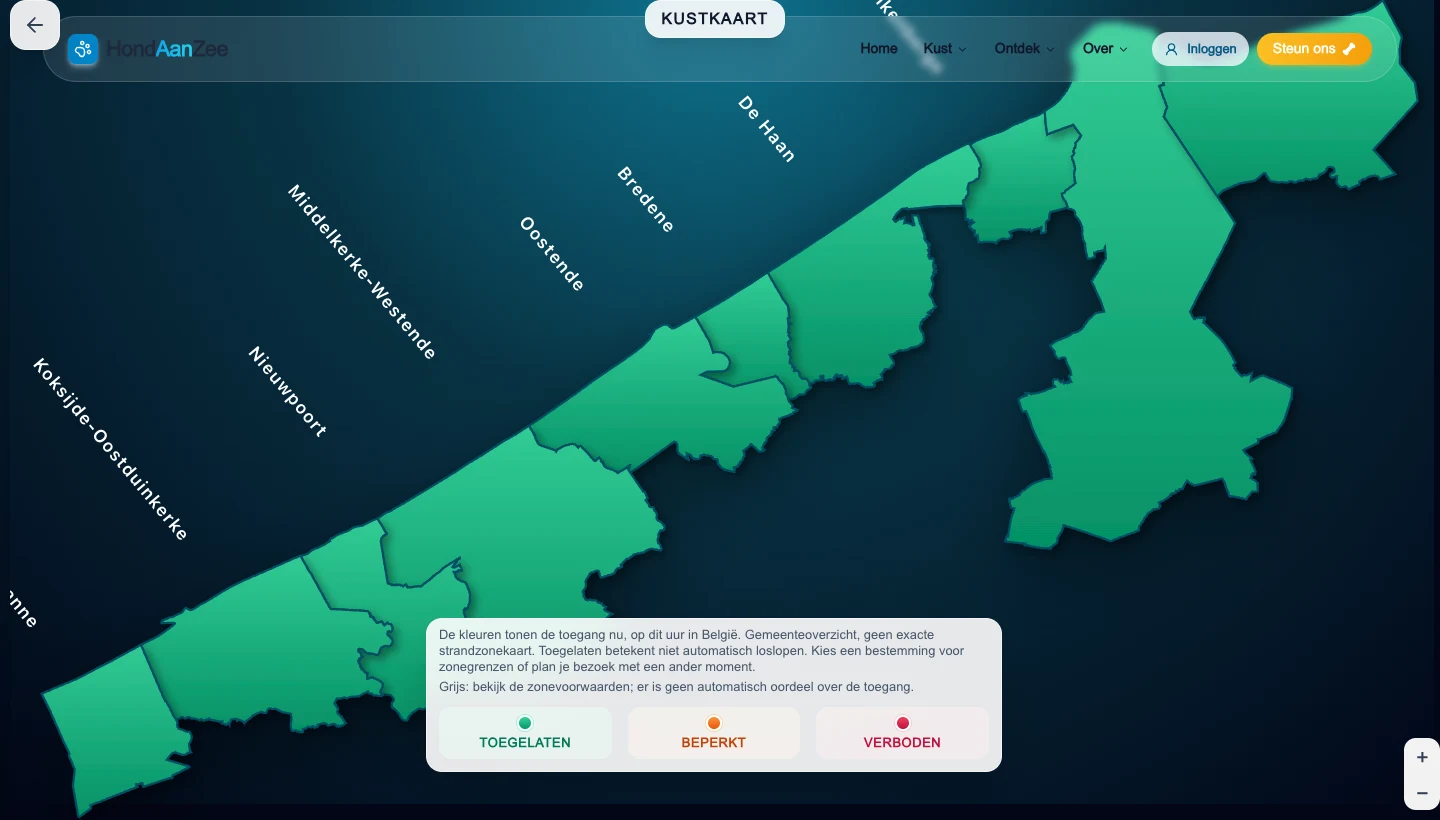 KUSTKAART
HondAanZee
Home
Kust
Ontdek
Over
Inloggen
Steun ons
De Haan
Bredene
Oostende
Middelkerke-Westende
Nieuwpoort
Koksijde-Oostduinkerke
De kleuren tonen de toegang nu, op dit uur in België. Gemeenteoverzicht, geen exacte
strandzonekaart. Toegelaten betekent niet automatisch loslopen. Kies een bestemming voor
zonegrenzen of plan je bezoek met een ander moment.
Grijs: bekijk de zonevoorwaarden; er is geen automatisch oordeel over de toegang.
TOEGELATEN
BEPERKT
VERBODEN
+
−